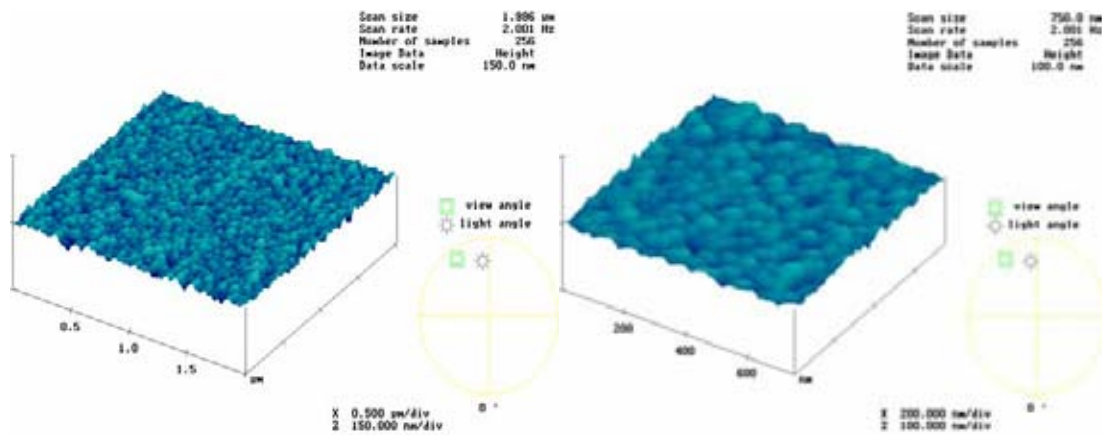 Scan size 1.886 µm
Scan rate 2.001 Hz
Number of samples 256
Image Data Height
Data scale 150.0 nm
view angle
light angle
0.5
1.0
1.5
µm
0 °
X 0.500 µm/div
Z 150.000 nm/div
Scan size 750.0 nm
Scan rate 2.001 Hz
Number of samples 256
Image Data Height
Data scale 100.0 nm
view angle
light angle
200
400
600
nm
0 °
X 200.000 nm/div
Z 100.000 nm/div